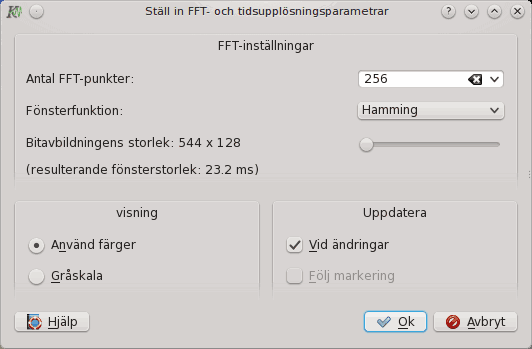 Ställ in FFT- och tidsupplösningsparametrar
FFT-inställningar
Antal FFT-punkter: 256
Fönsterfunktion: Hamming
Bitavbildningens storlek: 544 x 128
(resulterande fönsterstorlek: 23.2 ms)
visning
Använd färger
Gråskala
Uppdatera
Vid ändringar
Följ markering
Hjälp
Ok
Avbryt